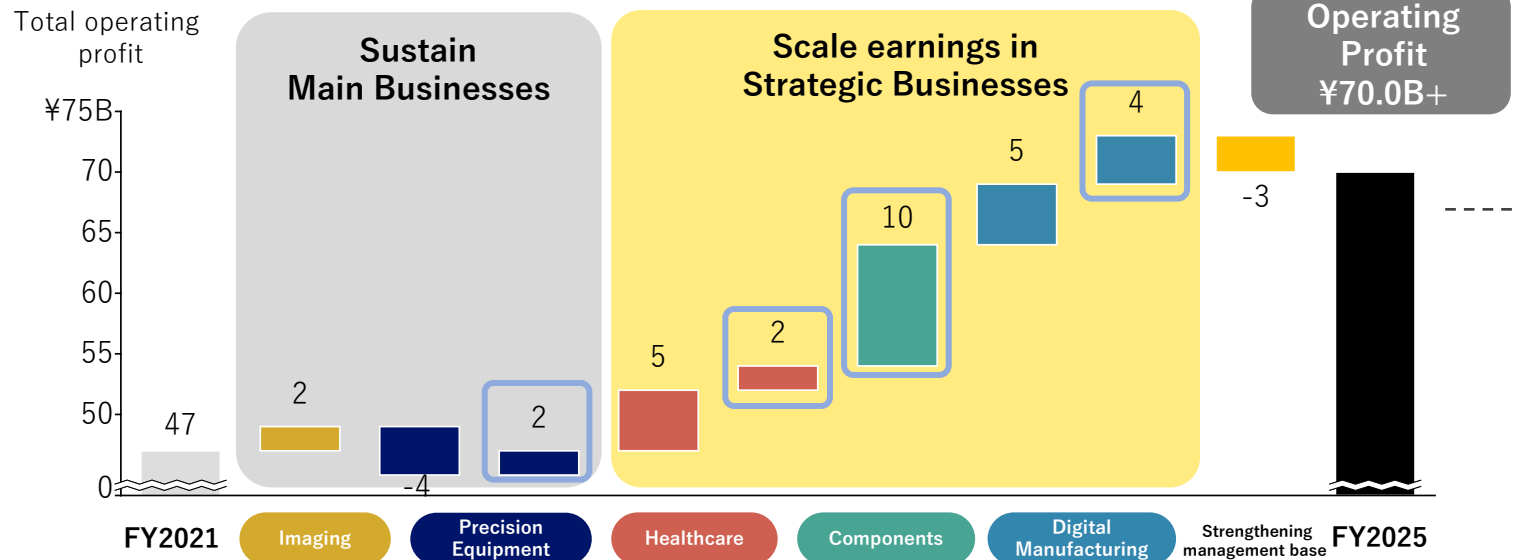 Total operating
profit
Sustain
Main Businesses
Scale earnings in
Strategic Businesses
Operating
Profit
¥70.0B+
¥75B
70
65
60
55
50
0
47
2
-4
2
5
2
10
5
4
-3
FY2021
Imaging
Precision
Equipment
Healthcare
Components
Digital
Manufacturing
Strengthening
management base
FY2025